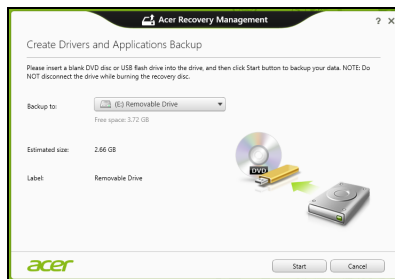 Acer Recovery Management
? X
Create Drivers and Applications Backup
Please insert a blank DVD disc or USB flash drive into the drive, and then click Start button to backup your data. NOTE: Do
NOT disconnect the drive while burning the recovery disc.
Backup to: (E:) Removable Drive
Free space: 3.72 GB
Estimated size: 2.66 GB
DVD
Label: Removable Drive
acer
Start Cancel